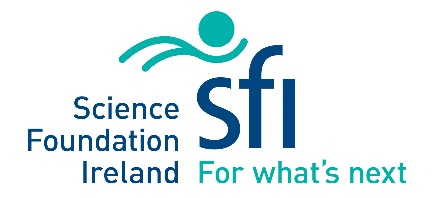 Science
Foundation
Ireland
sfi
For what's next